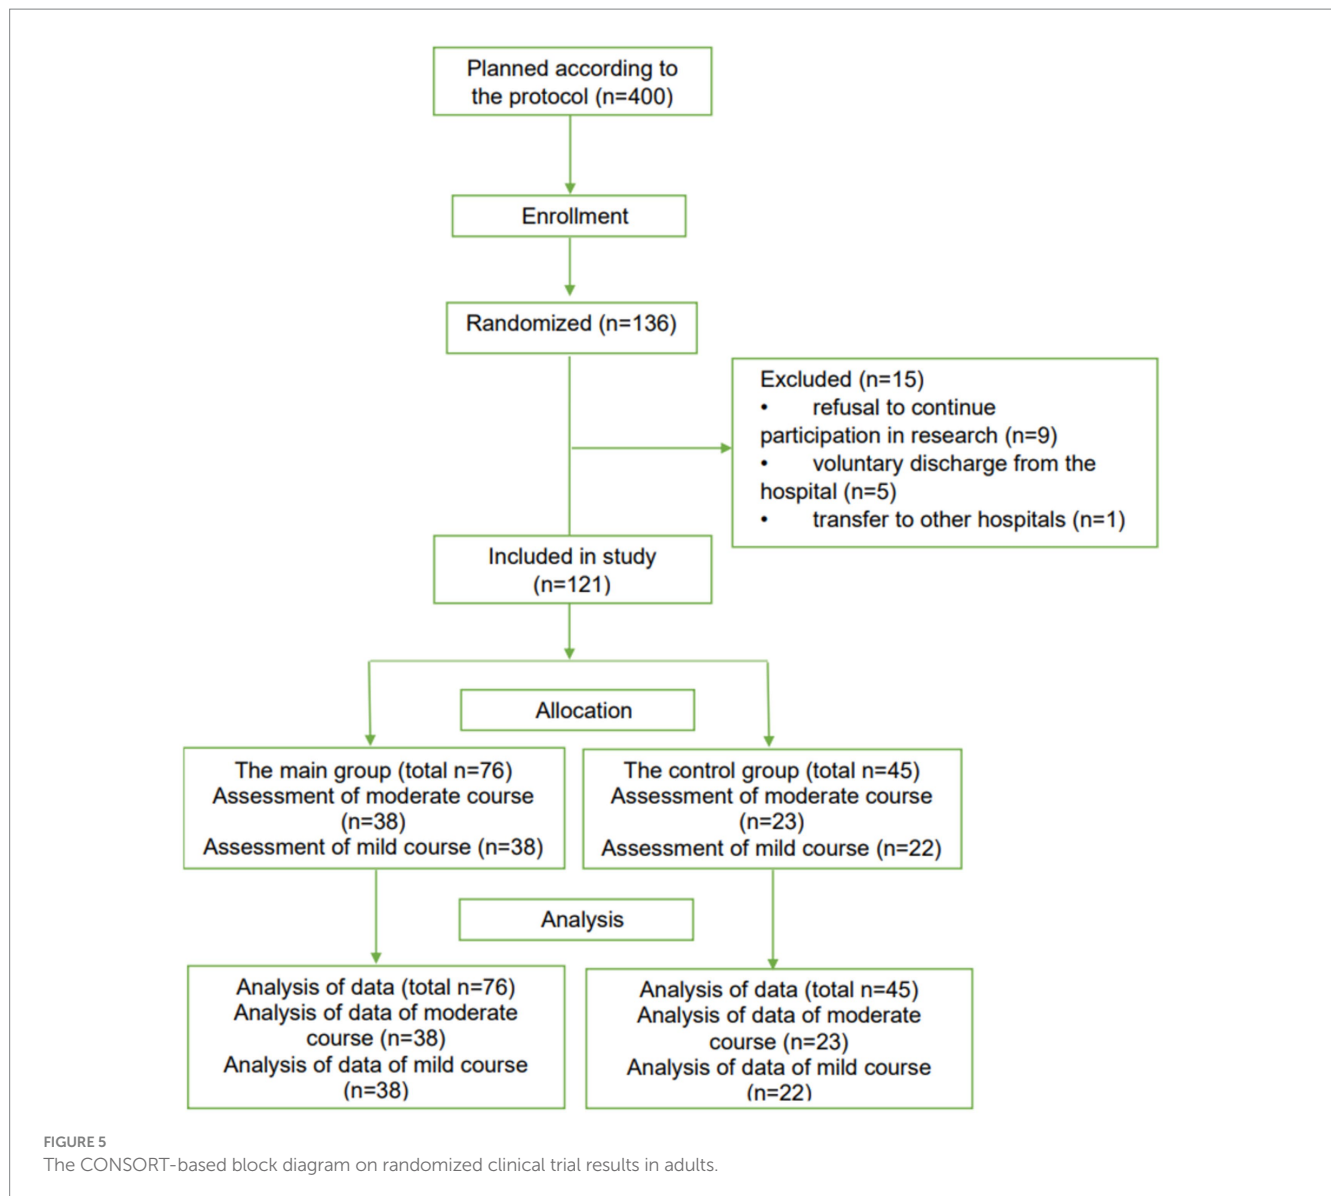 Planned according to
the protocol (n=400)
Enrollment
Randomized (n=136)
Excluded (n=15)
• refusal to continue
participation in research (n=9)
• voluntary discharge from the
hospital (n=5)
• transfer to other hospitals (n=1)
Included in study
(n=121)
Allocation
The main group (total n=76)
Assessment of moderate course
(n=38)
Assessment of mild course (n=38)
The control group (total n=45)
Assessment of moderate course
(n=23)
Assessment of mild course (n=22)
Analysis
Analysis of data (total n=76)
Analysis of data of moderate
course (n=38)
Analysis of data of mild course
(n=38)
Analysis of data (total n=45)
Analysis of data of moderate
course (n=23)
Analysis of data of mild course
(n=22)
FIGURE 5
The CONSORT-based block diagram on randomized clinical trial results in adults.